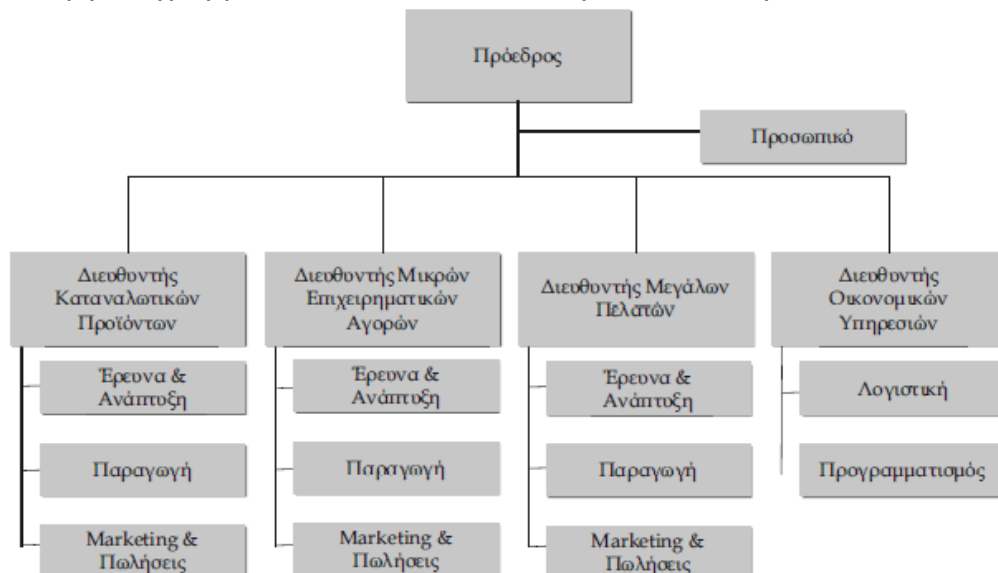 Πρόεδρος
Προσωπικό
Διευθυντής
Καταναλωτικών
Προϊόντων
Διευθυντής Μικρών
Επιχειρηματικών
Αγορών
Διευθυντής Μεγάλων
Πελατών
Διευθυντής
Οικονομικών
Υπηρεσιών
Έρευνα &
Ανάπτυξη
Έρευνα &
Ανάπτυξη
Έρευνα &
Ανάπτυξη
Λογιστική
Παραγωγή
Παραγωγή
Παραγωγή
Προγραμματισμός
Marketing &
Πωλήσεις
Marketing &
Πωλήσεις
Marketing &
Πωλήσεις